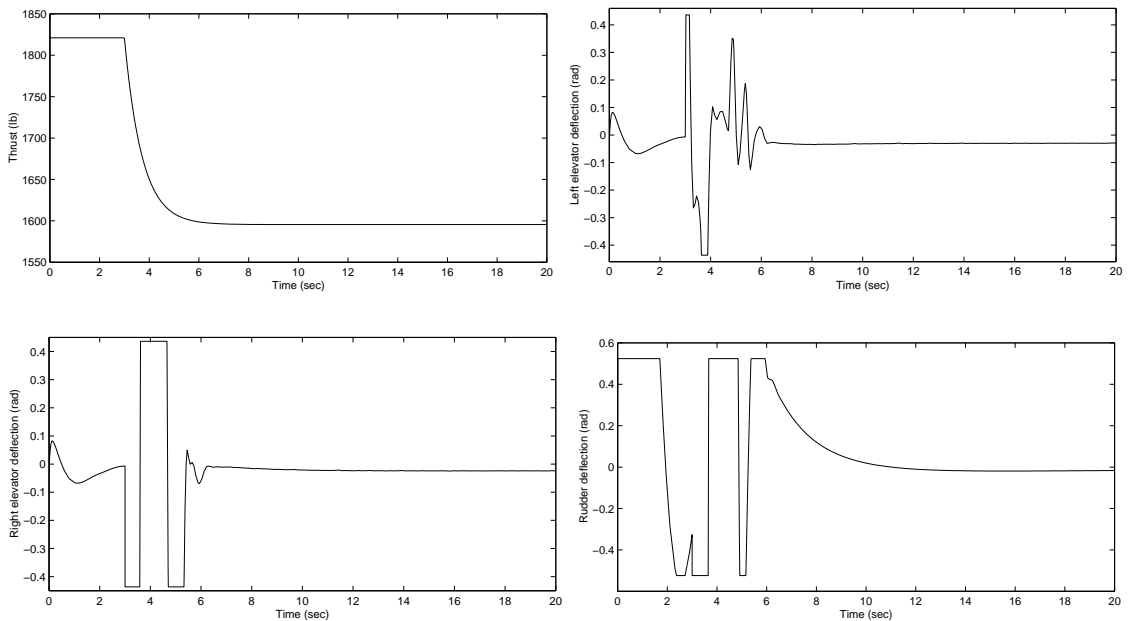 1850
1800
1750
1700
1650
1600
1550
Thrust (lb)
0 2 4 6 8 10 12 14 16 18 20
Time (sec)
0.4
0.3
0.2
0.1
0
−0.1
−0.2
−0.3
−0.4
Left elevator deflection (rad)
0 2 4 6 8 10 12 14 16 18 20
Time (sec)
0.4
0.3
0.2
0.1
0
−0.1
−0.2
−0.3
−0.4
Right elevator deflection (rad)
0 2 4 6 8 10 12 14 16 18 20
Time (sec)
0.6
0.4
0.2
0
−0.2
−0.4
Rudder deflection (rad)
0 2 4 6 8 10 12 14 16 18 20
Time (sec)